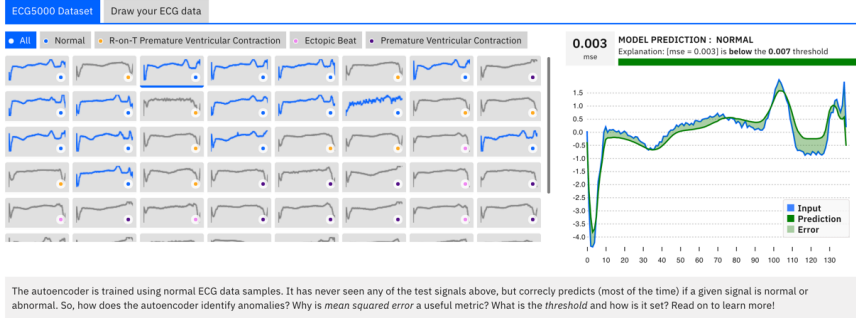 ECG5000 Dataset Draw your ECG data
All Normal R-on-T Premature Ventricular Contraction Ectopic Beat Premature Ventricular Contraction
0.003
mse
MODEL PREDICTION : NORMAL
Explanation: [mse = 0.003] is below the 0.007 threshold
1.5
1.0
0.5
0.0
-0.5
-1.0
-1.5
-2.0
-2.5
-3.0
-3.5
-4.0
Input
Prediction
Error
0 10 20 30 40 50 60 70 80 90 100 110 120 130
The autoencoder is trained using normal ECG data samples. It has never seen any of the test signals above, but correcly predicts (most of the time) if a given signal is normal or
abnormal. So, how does the autoencoder identify anomalies? Why is mean squared error a useful metric? What is the threshold and how is it set? Read on to learn more!